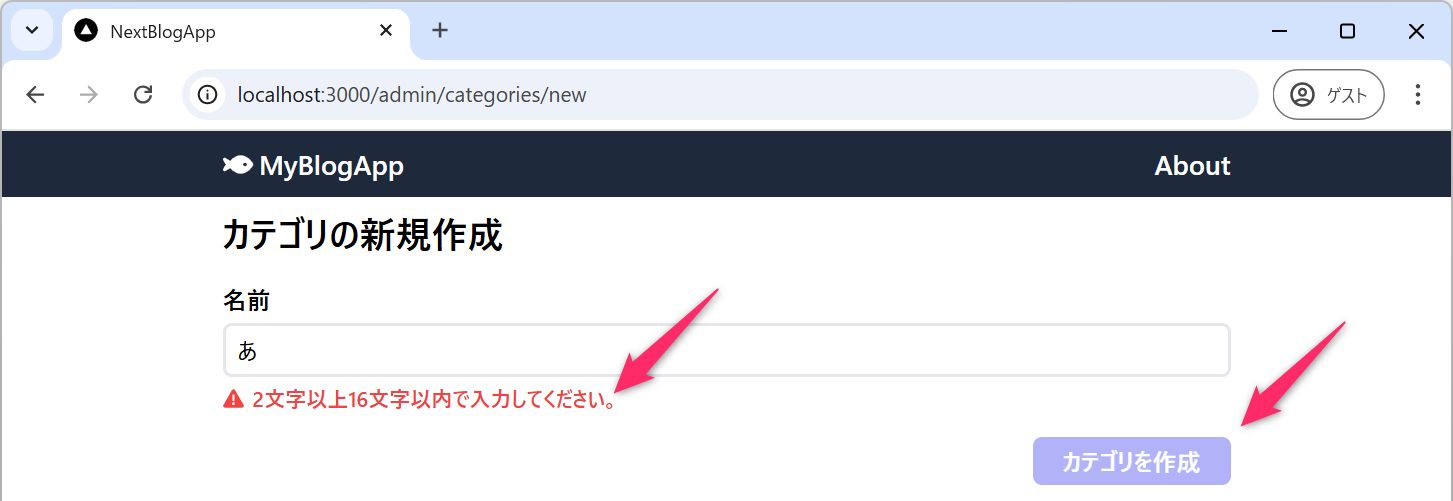 NextBlogApp
localhost:3000/admin/categories/new
ゲスト
MyBlogApp
About
カテゴリの新規作成
名前
あ
2文字以上16文字以内で入力してください。
カテゴリを作成